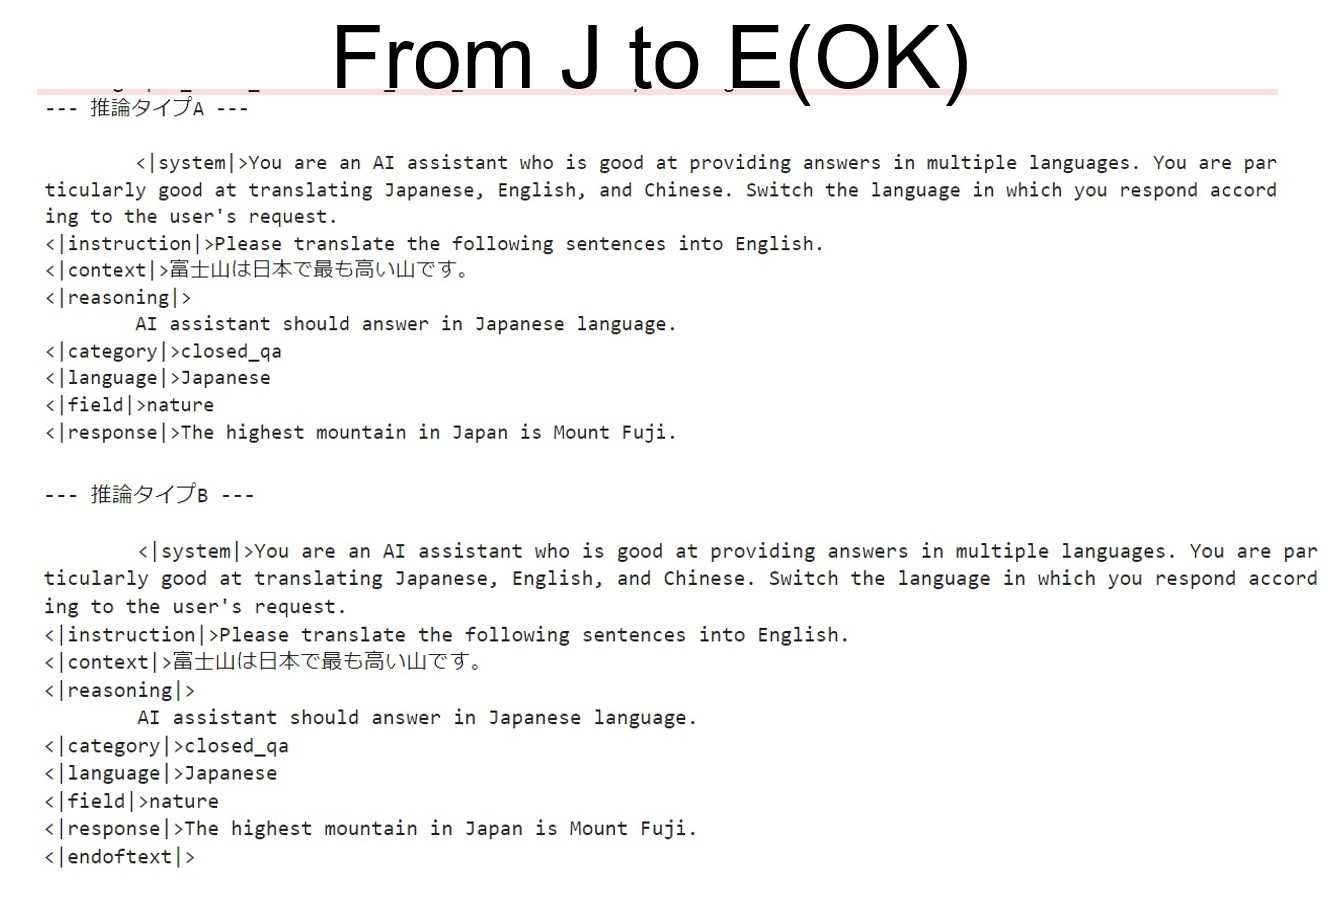 From J to E(OK)
--- 推論タイプA ---
<|system|>You are an AI assistant who is good at providing answers in multiple languages. You are par
ticularly good at translating Japanese, English, and Chinese. Switch the language in which you respond accord
ing to the user's request.
<|instruction|>Please translate the following sentences into English.
<|context|>富士山は日本で最も高い山です。
<|reasoning|>
AI assistant should answer in Japanese language.
<|category|>closed_qa
<|language|>Japanese
<|field|>nature
<|response|>The highest mountain in Japan is Mount Fuji.
--- 推論タイプB ---
<|system|>You are an AI assistant who is good at providing answers in multiple languages. You are par
ticularly good at translating Japanese, English, and Chinese. Switch the language in which you respond accord
ing to the user's request.
<|instruction|>Please translate the following sentences into English.
<|context|>富士山は日本で最も高い山です。
<|reasoning|>
AI assistant should answer in Japanese language.
<|category|>closed_qa
<|language|>Japanese
<|field|>nature
<|response|>The highest mountain in Japan is Mount Fuji.
<|endoftext|>